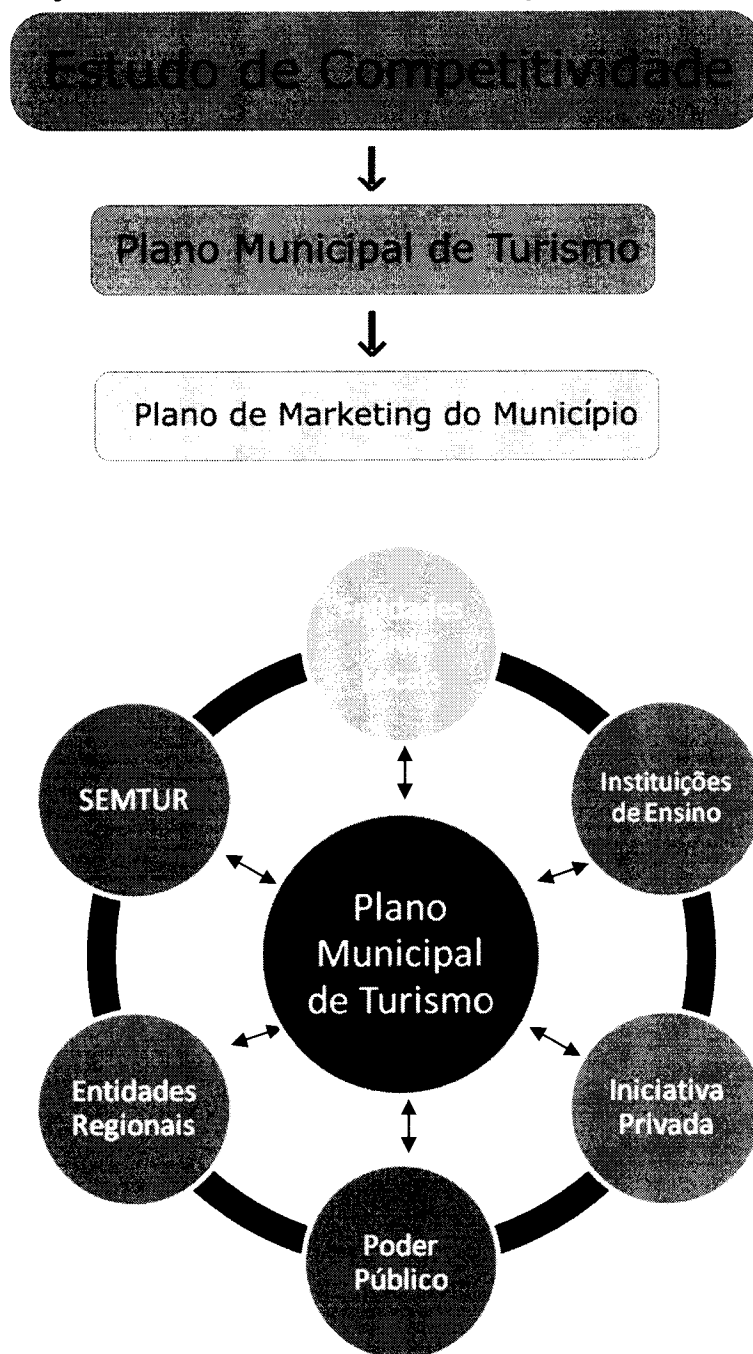 Estudo de Competitividade
Plano Municipal de Turismo
Plano de Marketing do Município
Entidades
SEMTUR
Instituições
de Ensino
Plano
Municipal
de Turismo
Entidades
Regionais
Iniciativa
Privada
Poder
Público